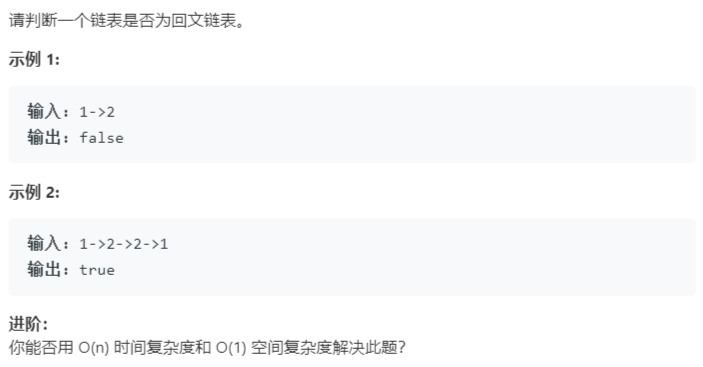 请判断一个链表是否为回文链表。
示例 1:
输入: 1->2
输出: false
示例 2:
输入: 1->2->2->1
输出: true
进阶：
你能否用 O(n) 时间复杂度和 O(1) 空间复杂度解决此题？